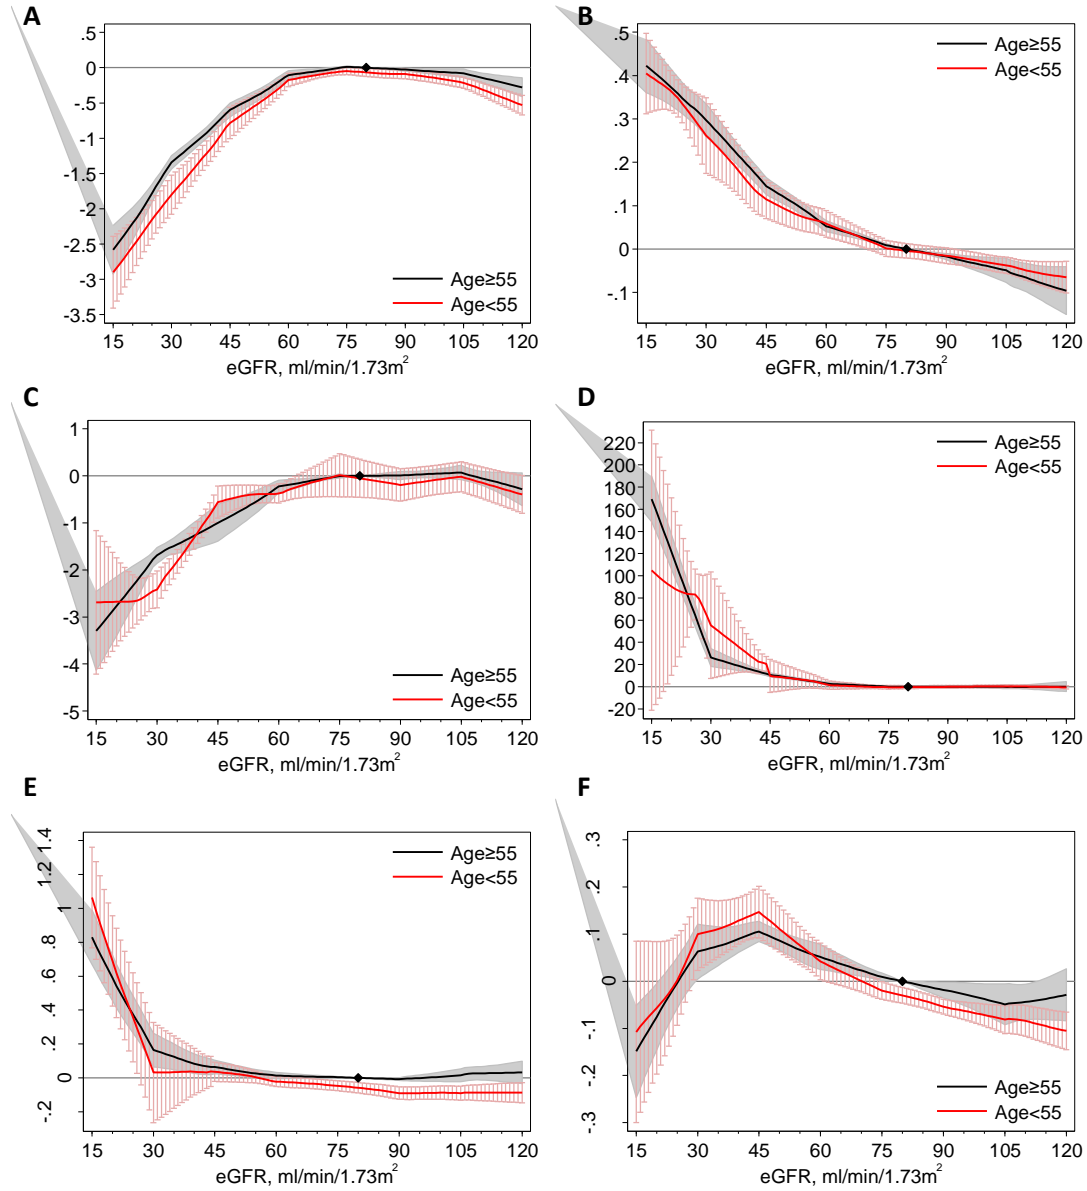 A
.5
0
-.5
-1
-1.5
-2
-2.5
-3
-3.5
Age≥55
Age<55
15 30 45 60 75 90 105 120
eGFR, ml/min/1.73m²
B
.5
.4
.3
.2
.1
0
-.1
Age≥55
Age<55
15 30 45 60 75 90 105 120
eGFR, ml/min/1.73m²
C
1
0
-1
-2
-3
-4
-5
Age≥55
Age<55
15 30 45 60 75 90 105 120
eGFR, ml/min/1.73m²
D
220
200
180
160
140
120
100
80
60
40
20
0
-20
Age≥55
Age<55
15 30 45 60 75 90 105 120
eGFR, ml/min/1.73m²
E
1.4
1.2
1
.8
.6
.4
.2
0
-.2
Age≥55
Age<55
15 30 45 60 75 90 105 120
eGFR, ml/min/1.73m²
F
.3
.2
.1
0
-.1
-.2
-.3
Age≥55
Age<55
15 30 45 60 75 90 105 120
eGFR, ml/min/1.73m²